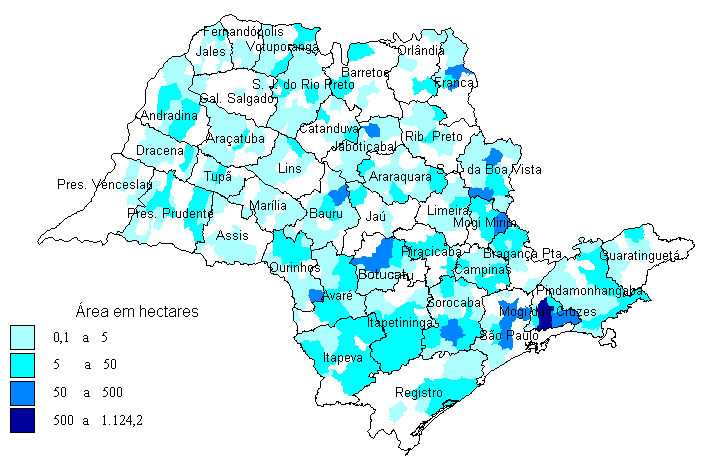 Fernandópolis
Jales
Votuporanga
Orlândia
Barretos
S. J. do Rio Preto
Franca
Gal. Salgado
Andradina
Catanduva
Araçatuba
Rib. Preto
Jaboticabal
Dracena
Lins
Araraquara
S. J. da Boa Vista
Tupã
Pres. Venceslau
Marília
Pres. Prudente
Bauru
Jaú
Limeira
Mogi Mirim
Assis
Piracicaba
Bragança Pta.
Guaratinguetá
Ourinhos
Botucatu
Campinas
Pindamonhangaba
Avaré
Sorocaba
Mogi das Cruzes
Área em hectares
Itapetininga
São Paulo
0,1 a 5
Itapeva
5 a 50
50 a 500
Registro
500 a 1.124,2